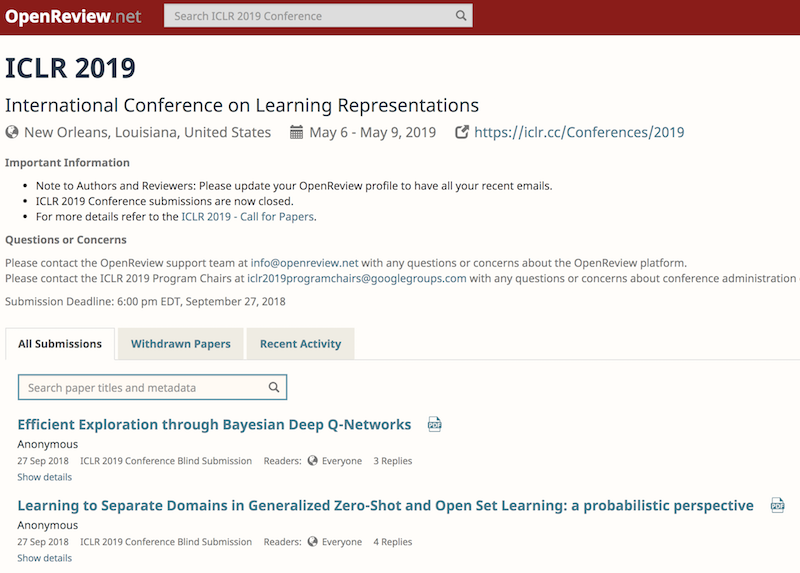 OpenReview.net Search ICLR 2019 Conference
ICLR 2019
International Conference on Learning Representations
New Orleans, Louisiana, United States May 6 - May 9, 2019 https://iclr.cc/Conferences/2019
Important Information
• Note to Authors and Reviewers: Please update your OpenReview profile to have all your recent emails.
• ICLR 2019 Conference submissions are now closed.
• For more details refer to the ICLR 2019 - Call for Papers.
Questions or Concerns
Please contact the OpenReview support team at info@openreview.net with any questions or concerns about the OpenReview platform.
Please contact the ICLR 2019 Program Chairs at iclr2019programchairs@googlegroups.com with any questions or concerns about conference administration
Submission Deadline: 6:00 pm EDT, September 27, 2018
All Submissions Withdrawn Papers Recent Activity
Search paper titles and metadata
Efficient Exploration through Bayesian Deep Q-Networks PDF
Anonymous
27 Sep 2018 ICLR 2019 Conference Blind Submission Readers: Everyone 3 Replies
Show details
Learning to Separate Domains in Generalized Zero-Shot and Open Set Learning: a probabilistic perspective PDF
Anonymous
27 Sep 2018 ICLR 2019 Conference Blind Submission Readers: Everyone 4 Replies
Show details